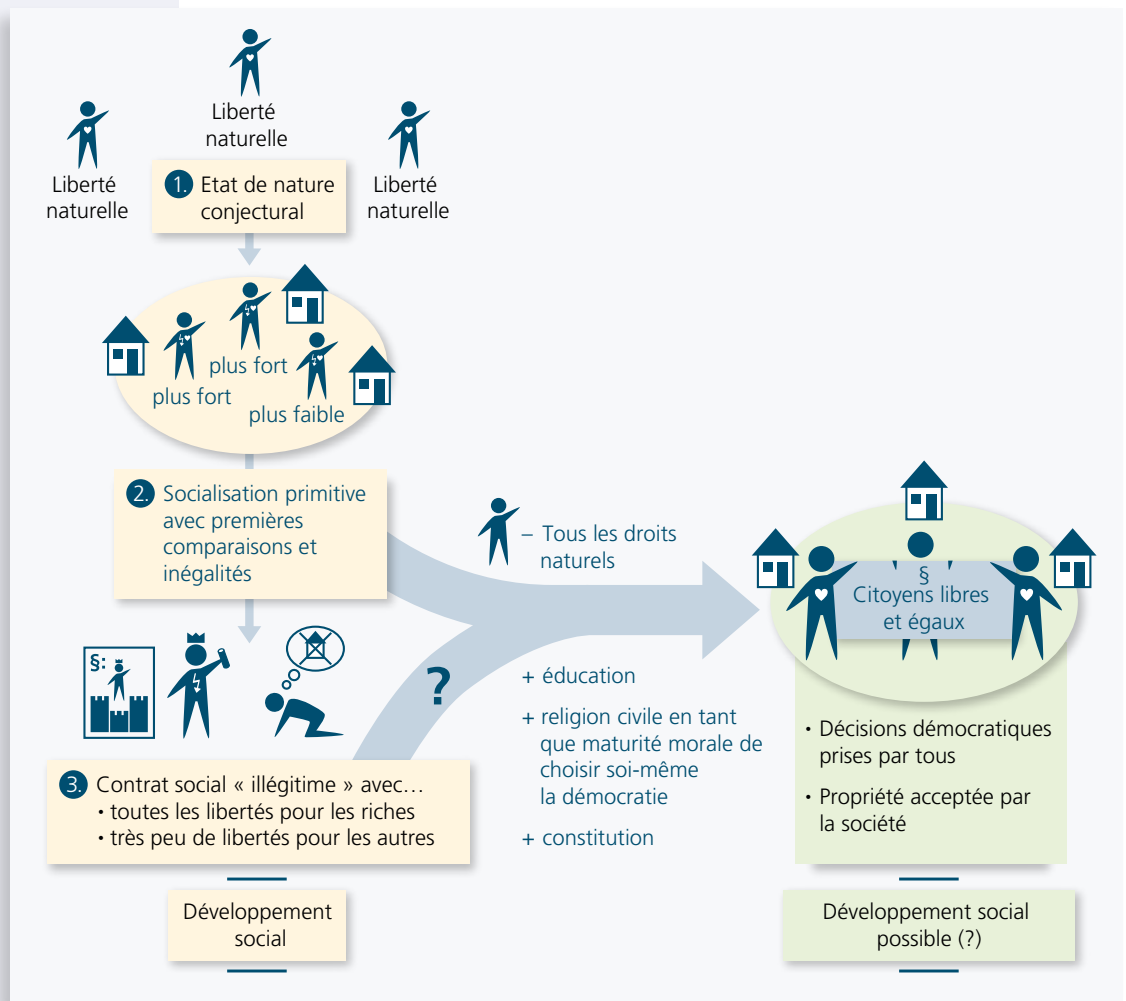 Liberté
naturelle
Liberté
naturelle
Liberté
naturelle
1. Etat de nature
conjectural
plus fort
plus fort
plus faible
2. Socialisation primitive
avec premières
comparaisons et
inégalités
– Tous les droits
naturels
§
Citoyens libres
et égaux
§:
?
+ éducation
+ religion civile en tant
que maturité morale de
choisir soi-même
la démocratie
+ constitution
• Décisions démocratiques
prises par tous
• Propriété acceptée par
la société
3. Contrat social « illégitime » avec…
• toutes les libertés pour les riches
• très peu de libertés pour les autres
Développement
social
Développement social
possible (?)